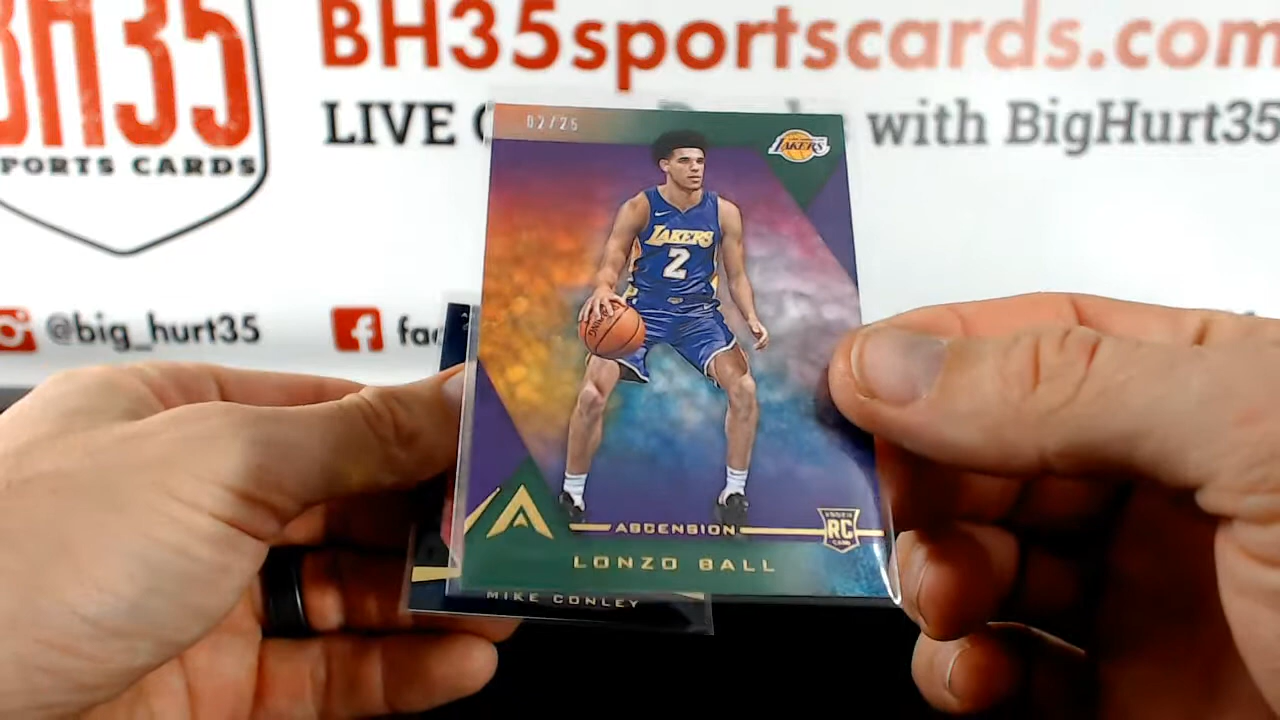 BH35
SPORTS CARDS
BH35sportscards.com
LIVE
with BigHurt35
@big_hurt35
02/25
LAKERS
LAKERS
2
ASCENSION
RC
LONZO BALL
MIKE CONLEY